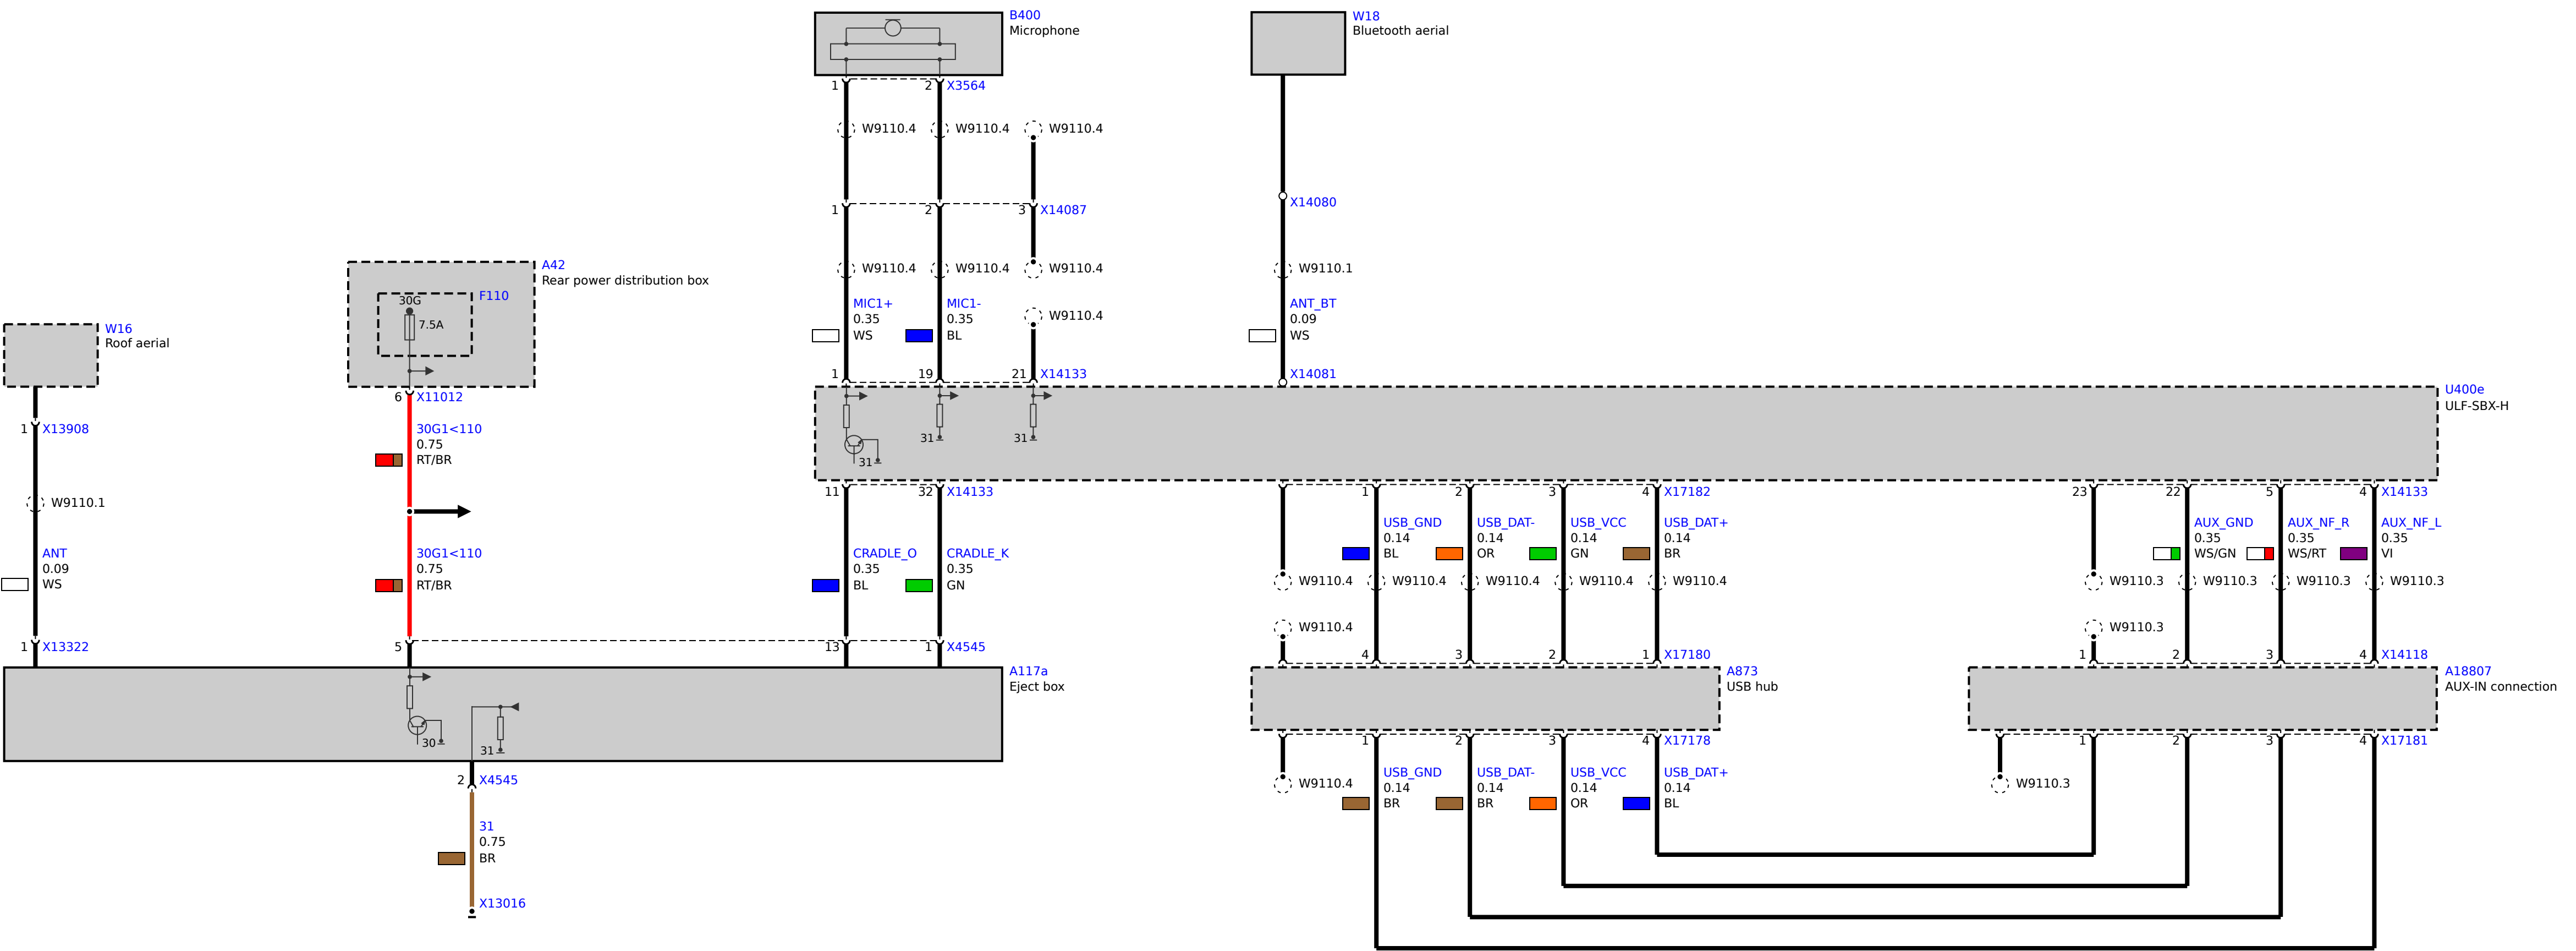 B400
Microphone
W18
Bluetooth aerial
1
2
X3564
W9110.4
W9110.4
W9110.4
X14080
1
2
3
X14087
A42
Rear power distribution box
F110
30G
7.5A
W9110.4
W9110.4
W9110.4
W9110.1
MIC1+
0.35
WS
MIC1-
0.35
BL
W9110.4
ANT_BT
0.09
WS
W16
Roof aerial
1
19
21
X14133
X14081
U400e
ULF-SBX-H
31
31
31
6
X11012
1
X13908
30G1<110
0.75
RT/BR
W9110.1
11
32
X14133
1
2
3
4
X17182
23
22
5
4
X14133
USB_GND
0.14
BL
USB_DAT-
0.14
OR
USB_VCC
0.14
GN
USB_DAT+
0.14
BR
AUX_GND
0.35
WS/GN
AUX_NF_R
0.35
WS/RT
AUX_NF_L
0.35
VI
ANT
0.09
WS
30G1<110
0.75
RT/BR
CRADLE_O
0.35
BL
CRADLE_K
0.35
GN
W9110.4
W9110.4
W9110.4
W9110.4
W9110.4
W9110.3
W9110.3
W9110.3
W9110.3
W9110.4
W9110.3
1
X13322
5
13
1
X4545
4
3
2
1
X17180
1
2
3
4
X14118
A117a
Eject box
A873
USB hub
A18807
AUX-IN connection
30
31
2
X4545
1
2
3
4
X17178
1
2
3
4
X17181
W9110.4
USB_GND
0.14
BR
USB_DAT-
0.14
BR
USB_VCC
0.14
OR
USB_DAT+
0.14
BL
W9110.3
31
0.75
BR
X13016